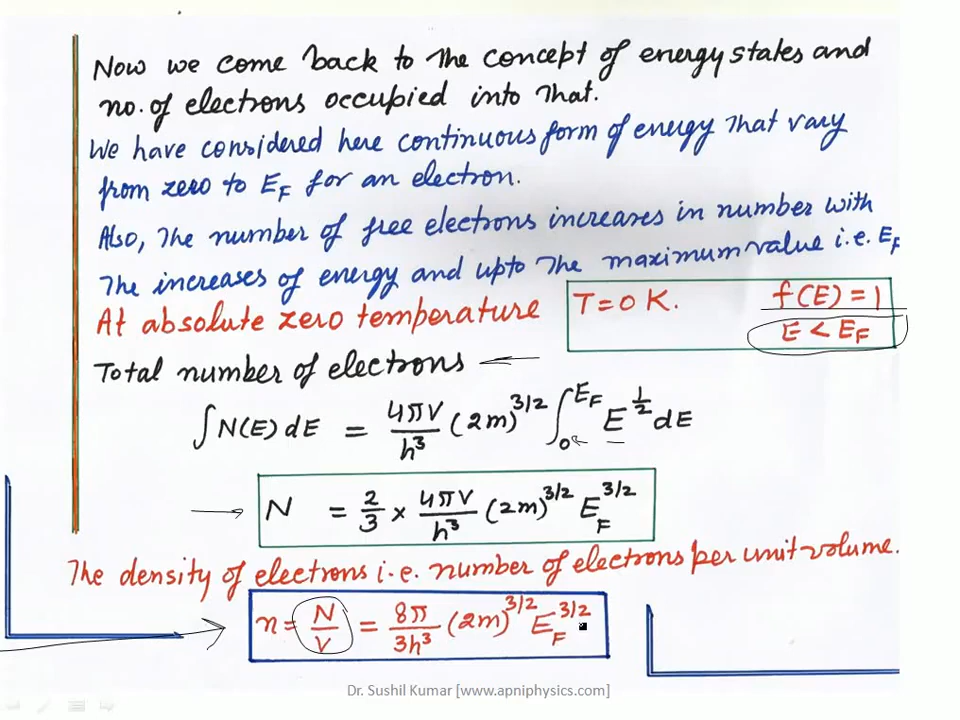 Now we come back to the concept of energy states and
no. of electrons occupied into that.
We have considered here continuous form of energy that vary
from zero to E_F for an electron.
Also, the number of free electrons increases in number with
the increases of energy and upto the maximum value i.e. E_F
At absolute zero temperature T = 0 K. f(E) = 1
E < E_F
Total number of electrons
∫ N(E) dE = 4πV/h³ (2m)^3/2 ∫₀^E_F E^1/2 dE
N = 2/3 × 4πV/h³ (2m)^3/2 E_F^3/2
The density of electrons i.e. number of electrons per unit volume.
n = N/V = 8π/3h³ (2m)^3/2 E_F^3/2
Dr. Sushil Kumar [www.apniphysics.com]